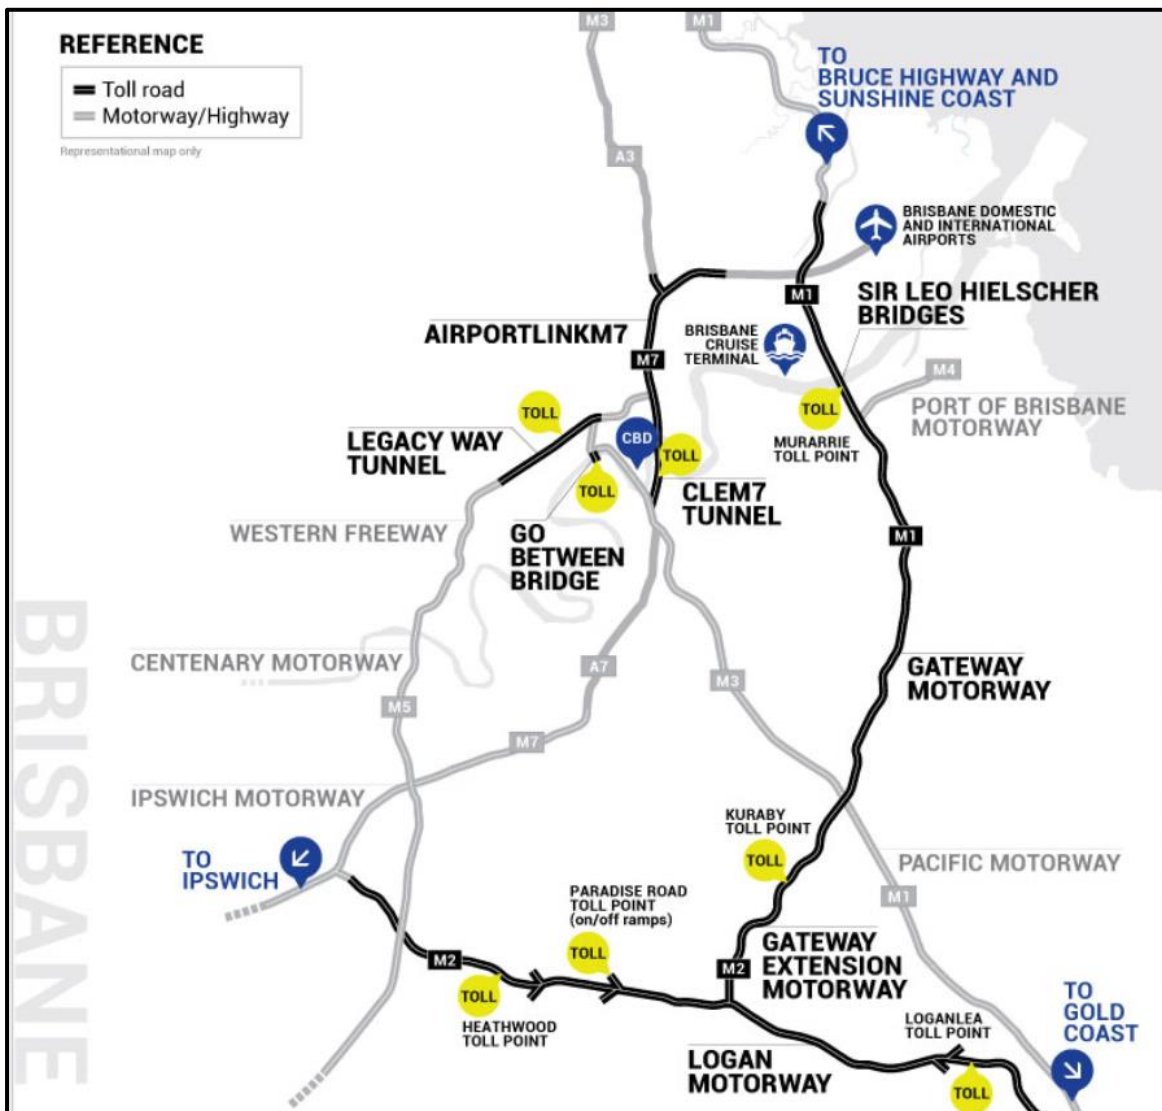 REFERENCE
Toll road
Motorway/Highway
Representational map only
M3
M1
TO
BRUCE HIGHWAY AND
SUNSHINE COAST
A3
BRISBANE DOMESTIC
AND INTERNATIONAL
AIRPORTS
M1
SIR LEO HIELSCHER
BRIDGES
AIRPORTLINKM7
BRISBANE
CRUISE
TERMINAL
M7
M4
TOLL
TOLL
PORT OF BRISBANE
MOTORWAY
MURARRIE
TOLL POINT
LEGACY WAY
TUNNEL
CBD
TOLL
TOLL
CLEM7
TUNNEL
WESTERN FREEWAY
GO
BETWEEN
BRIDGE
M1
BRISBANE
CENTENARY MOTORWAY
A7
M3
GATEWAY
MOTORWAY
M5
M7
IPSWICH MOTORWAY
KURABY
TOLL POINT
TOLL
PACIFIC MOTORWAY
TO
IPSWICH
M1
PARADISE ROAD
TOLL POINT
(on/off ramps)
TOLL
M2
M2
GATEWAY
EXTENSION
MOTORWAY
TOLL
HEATHWOOD
TOLL POINT
LOGANLEA
TOLL POINT
TO
GOLD
COAST
LOGAN
MOTORWAY
TOLL